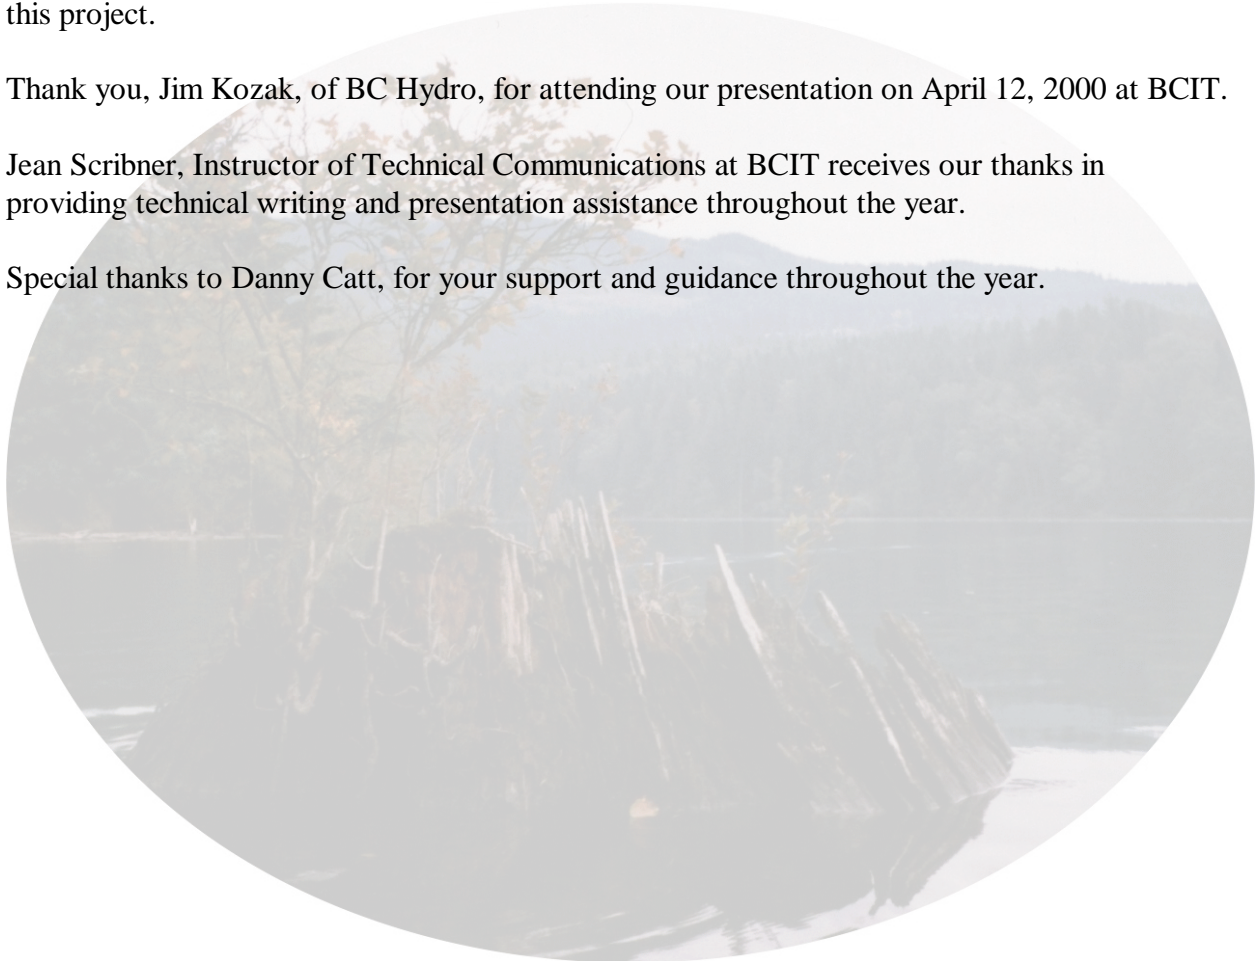 this project.
Thank you, Jim Kozak, of BC Hydro, for attending our presentation on April 12, 2000 at BCIT.
Jean Scribner, Instructor of Technical Communications at BCIT receives our thanks in
providing technical writing and presentation assistance throughout the year.
Special thanks to Danny Catt, for your support and guidance throughout the year.